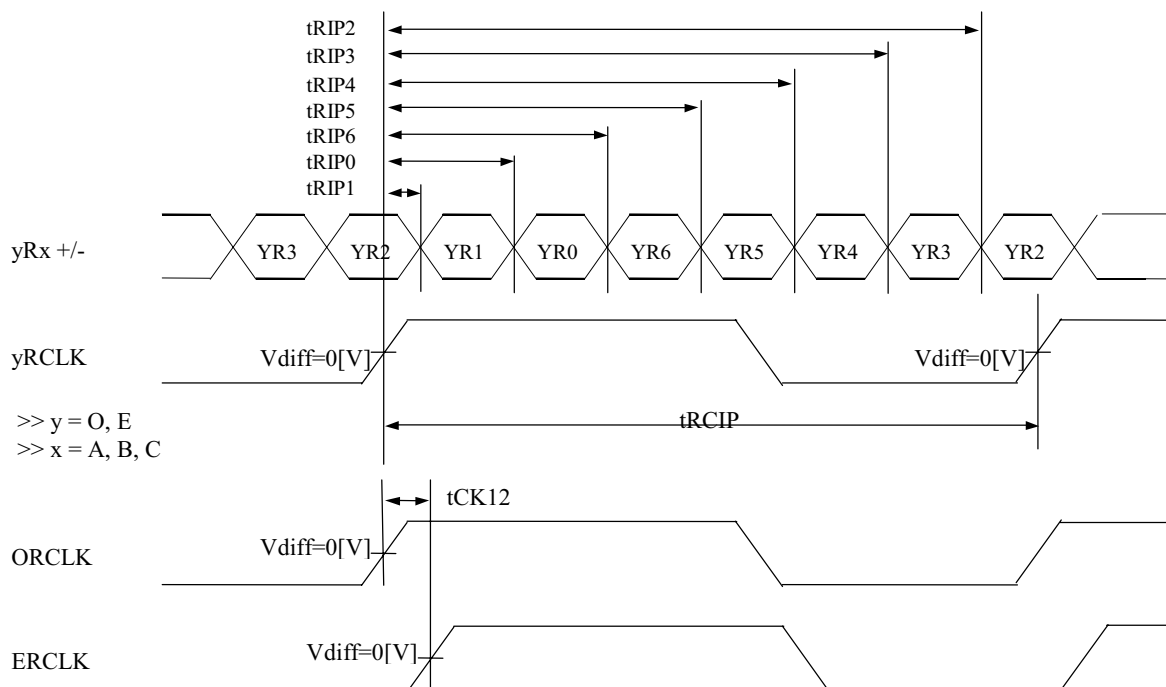 tRIP2
tRIP3
tRIP4
tRIP5
tRIP6
tRIP0
tRIP1
yRx +/-
YR3 YR2 YR1 YR0 YR6 YR5 YR4 YR3 YR2
yRCLK
Vdiff=0[V] Vdiff=0[V]
>> y = O, E
>> x = A, B, C
tRCIP
tCK12
ORCLK
Vdiff=0[V]
ERCLK
Vdiff=0[V]